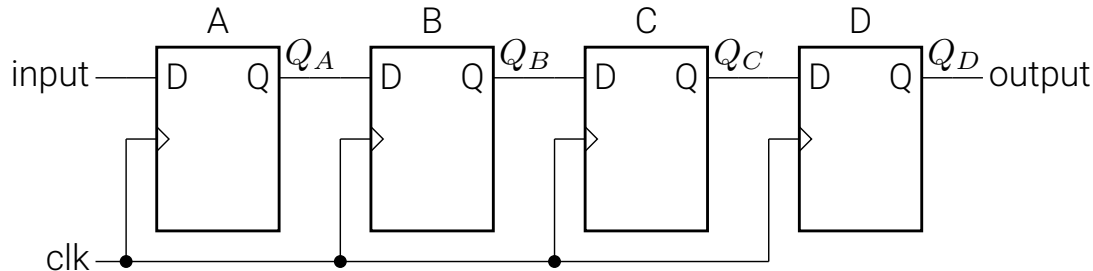 A B C D
input D Q Q_A D Q Q_B D Q Q_C D Q Q_D output
clk